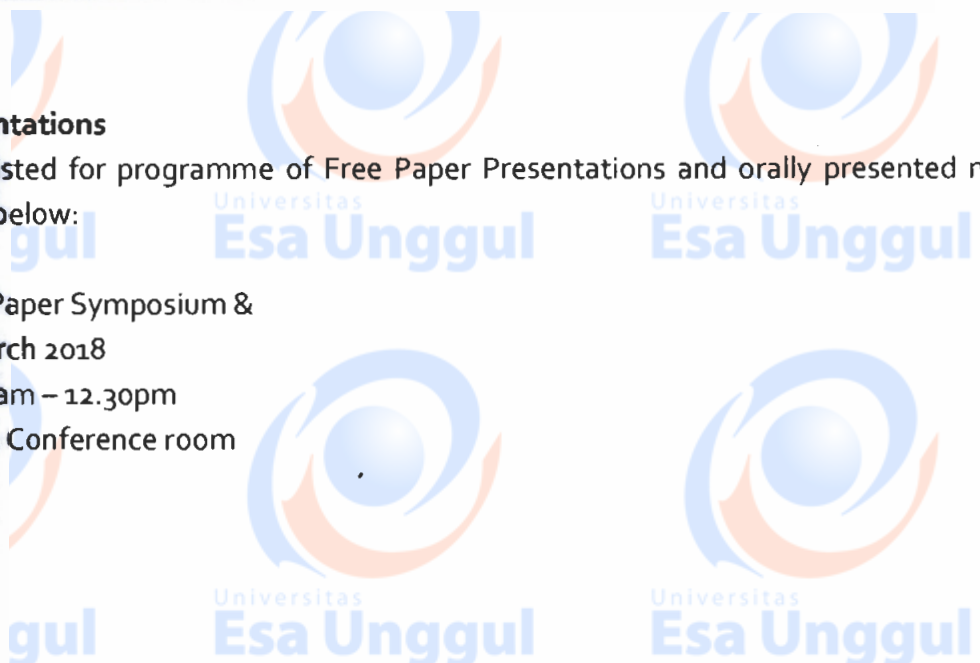 ntations
sted for programme of Free Paper Presentations and orally presented
below:
Paper Symposium &
rch 2018
am – 12.30pm
Conference room
Universitas
Esa Unggul
Universitas
Esa Unggul
gul
Universitas
Esa Unggul
Universitas
Esa Unggul
gul